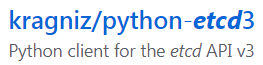 kragniz/python-etcd3
Python client for the etcd API v3